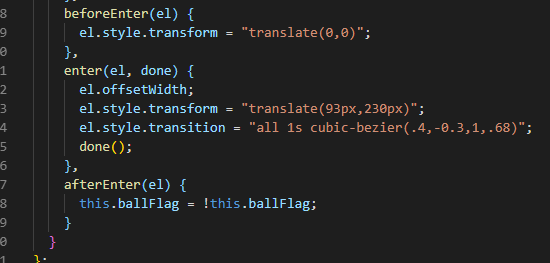 8 beforeEnter(el) {
9 el.style.transform = "translate(0,0)";
0 },
1 enter(el, done) {
2 el.offsetWidth;
3 el.style.transform = "translate(93px,230px)";
4 el.style.transition = "all 1s cubic-bezier(.4,-0.3,1,.68)";
5 done();
6 },
7 afterEnter(el) {
8 this.ballFlag = !this.ballFlag;
9 }
0 }
1 };